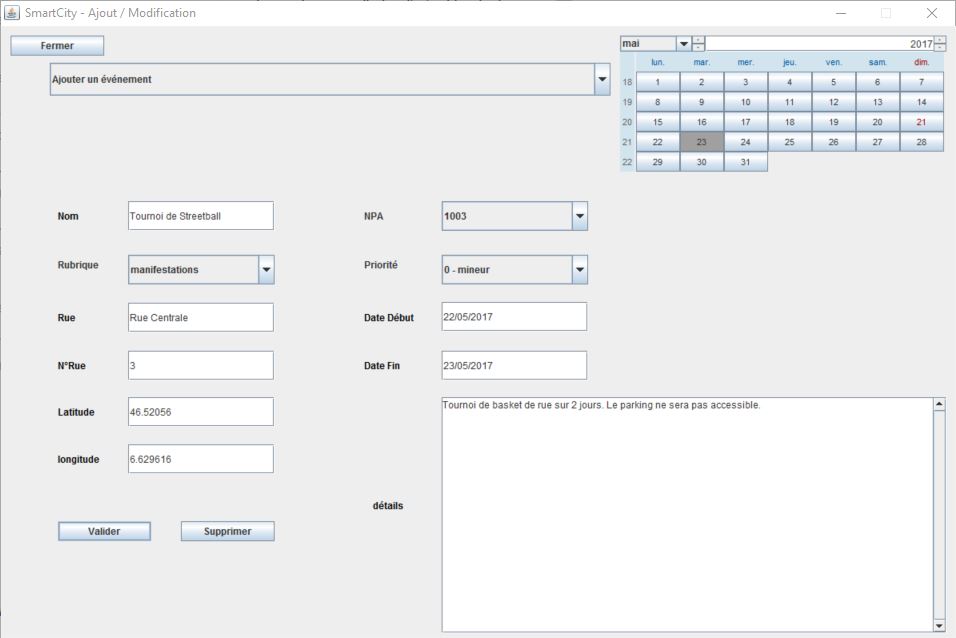 SmartCity - Ajout / Modification
Fermer
Ajouter un événement
mai 2017
lun. mar. mer. jeu. ven. sam. dim.
18 1 2 3 4 5 6 7
19 8 9 10 11 12 13 14
20 15 16 17 18 19 20 21
21 22 23 24 25 26 27 28
22 29 30 31
Nom Tournoi de Streetball NPA 1003
Rubrique manifestations Priorité 0 - mineur
Rue Rue Centrale Date Début 22/05/2017
N°Rue 3 Date Fin 23/05/2017
Latitude 46.52056
longitude 6.629616
détails
Tournoi de basket de rue sur 2 jours. Le parking ne sera pas accessible.
Valider Supprimer